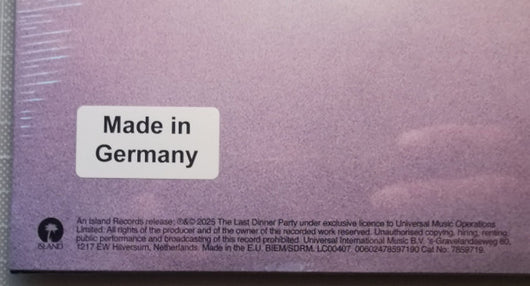 Made in
Germany
An Island Records release; ℗&© 2025 The Last Dinner Party under exclusive licence to Universal Music Operations
Limited. All rights of the producer and of the owner of the recorded work reserved. Unauthorised copying, hiring, renting,
public performance and broadcasting of this record prohibited. Universal International Music B.V. 's-Gravelandseweg 80,
1217 EW Hilversum, Netherlands. Made in the E.U. BIEM/SDRM. LC00407. 00602478597190 Cat No: 7859719.
ISLAND